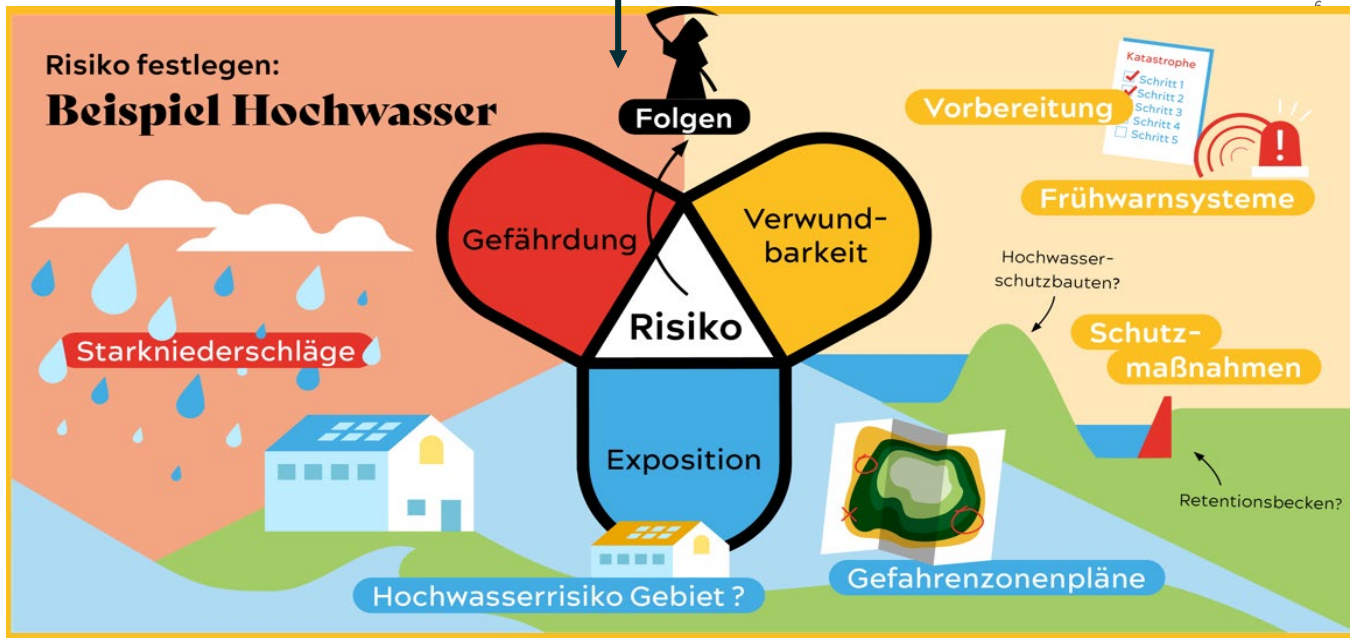 Risiko festlegen:
Beispiel Hochwasser
Folgen
Gefährdung
Verwund-
barkeit
Risiko
Exposition
Starkniederschläge
Hochwasserrisiko Gebiet ?
Gefahrenzonenpläne
Vorbereitung
Katastrophe
Schritt 1
Schritt 2
Schritt 3
Schritt 4
Schritt 5
!
Frühwarnsysteme
Hochwasser-
schutzbauten?
Schutz-
maßnahmen
Retentionsbecken?